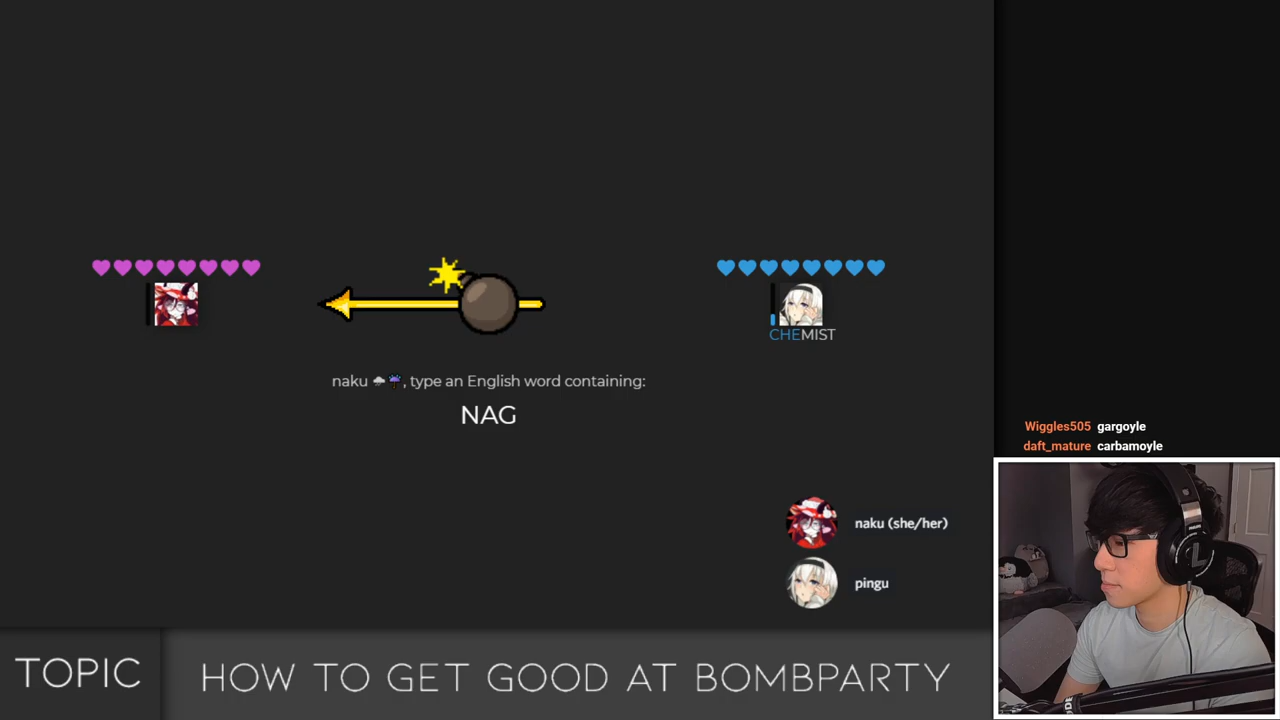 CHEMIST
naku 🌧️☔, type an English word containing:
NAG
Wiggles505 gargoyle
daft_mature carbamoyle
naku (she/her)
pingu
TOPIC
HOW TO GET GOOD AT BOMBPARTY